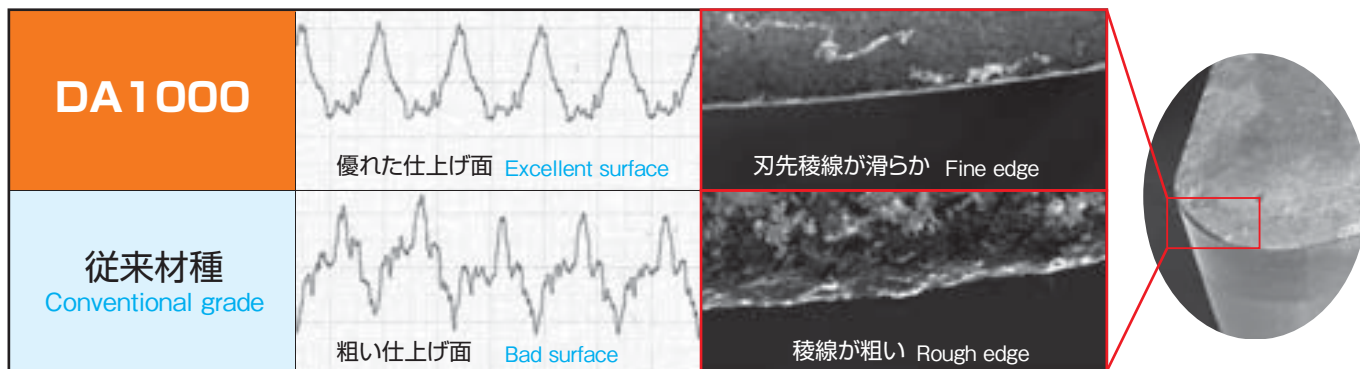 DA1000
優れた仕上げ面 Excellent surface
刃先稜線が滑らか Fine edge
従来材種
Conventional grade
粗い仕上げ面 Bad surface
稜線が粗い Rough edge